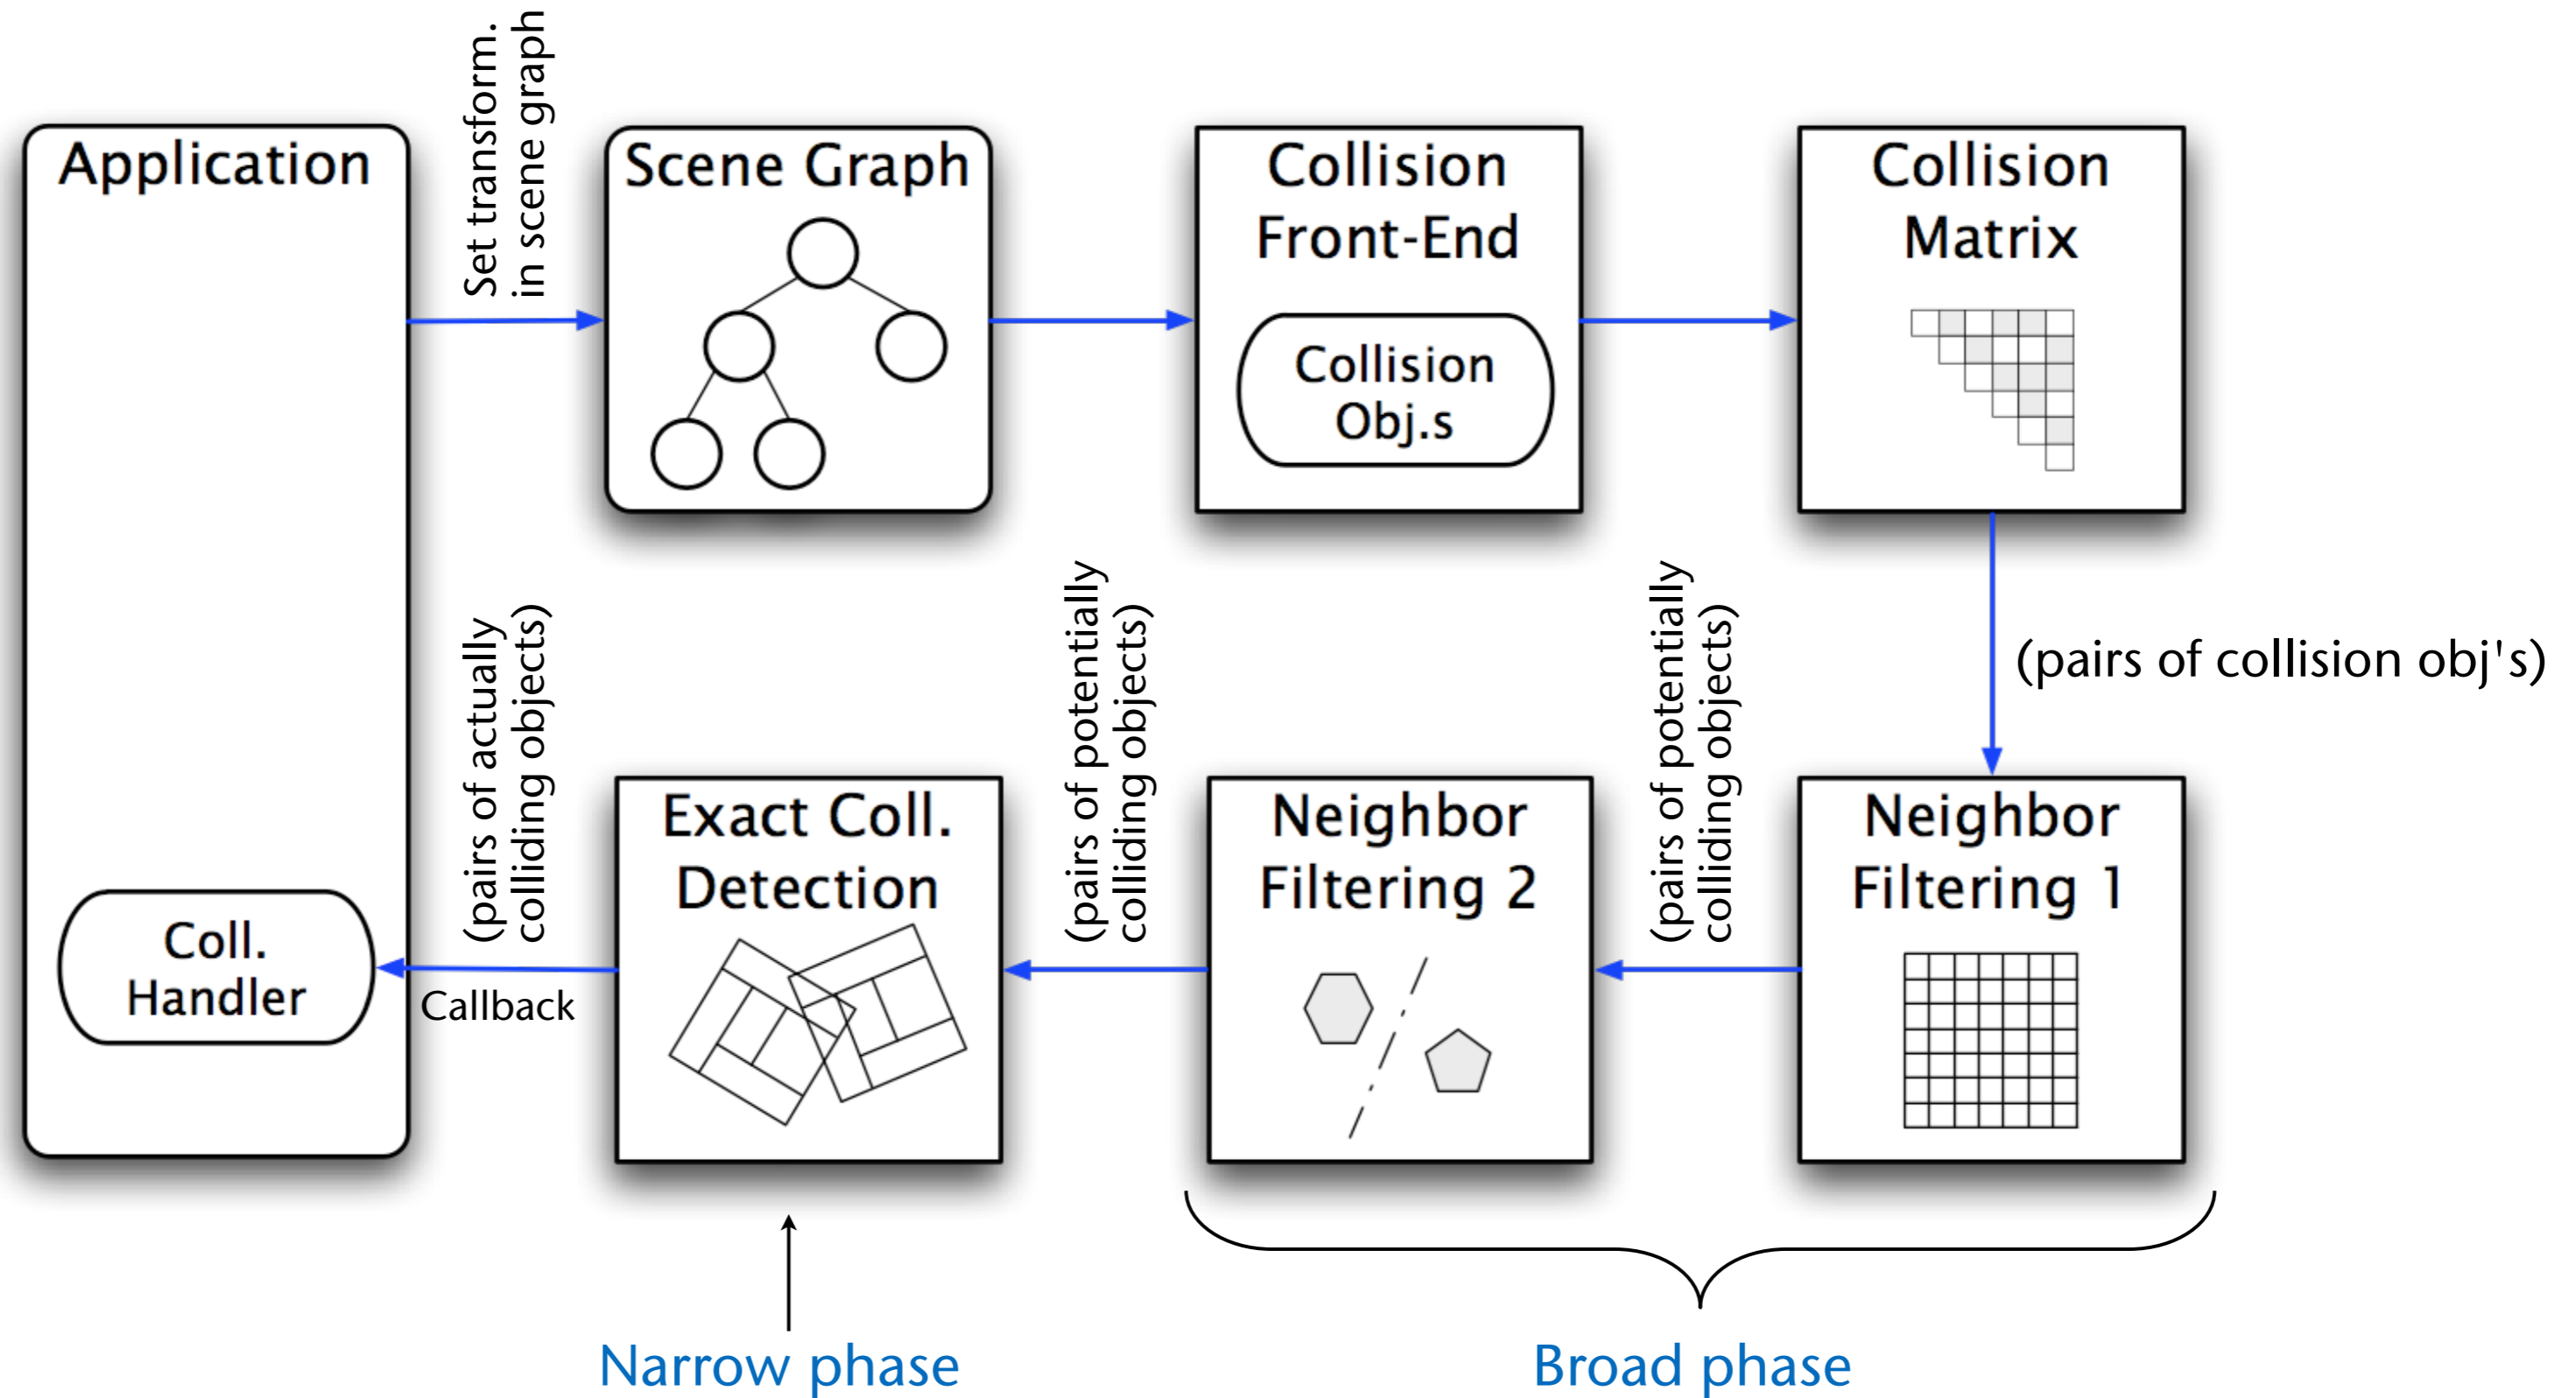 Set transform.
in scene graph
Application
Scene Graph
Collision
Front-End
Collision
Obj.s
Collision
Matrix
(pairs of actually
colliding objects)
(pairs of potentially
colliding objects)
(pairs of potentially
colliding objects)
(pairs of collision obj's)
Coll.
Handler
Callback
Exact Coll.
Detection
Neighbor
Filtering 2
Neighbor
Filtering 1
Narrow phase
Broad phase